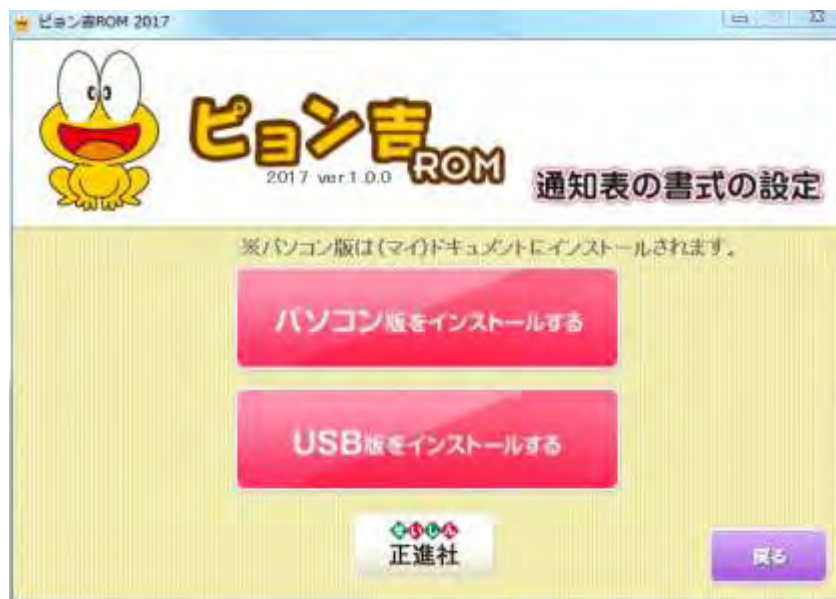 ピョン吉ROM 2017
ピョン吉ROM
2017 ver.1.0.0
通知表の書式の設定
※パソコン版は(マイ)ドキュメントにインストールされます。
パソコン版をインストールする
USB版をインストールする
せいしん
正進社
戻る